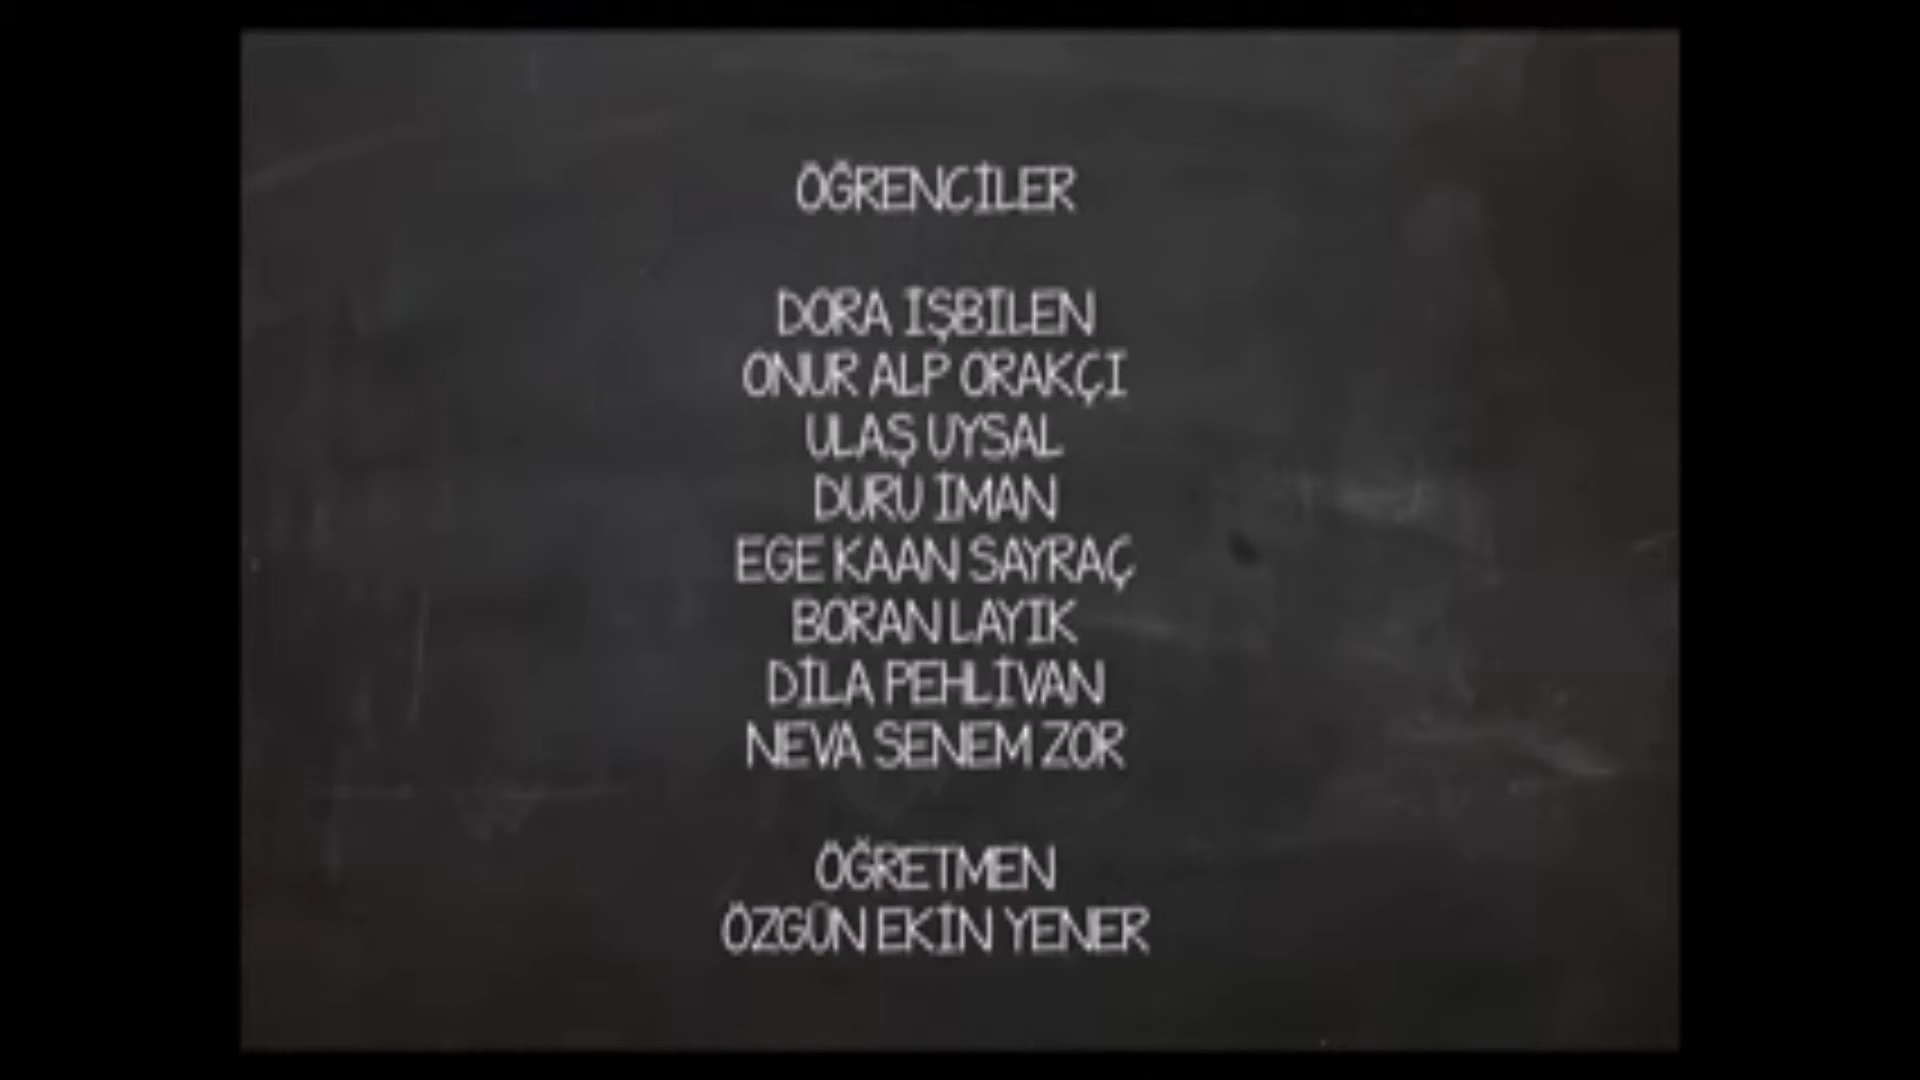 ÖĞRENCİLER
DORA İŞBİLEN
ONUR ALP ORAKÇI
ULAŞ UYSAL
DURU İMAN
EGE KAAN SAYRAÇ
BORAN LAYIK
DİLA PEHLİVAN
NEVA SENEM ZOR
ÖĞRETMEN
ÖZGÜN EKİN YENER